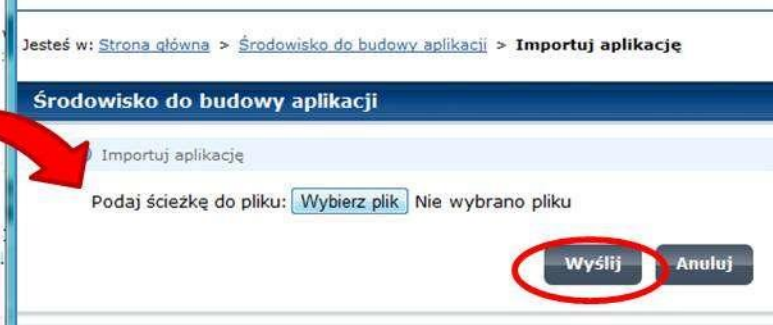 Jesteś w: Strona główna > Środowisko do budowy aplikacji > Importuj aplikację
Środowisko do budowy aplikacji
Importuj aplikację
Podaj ścieżkę do pliku: Wybierz plik Nie wybrano pliku
Wyślij Anuluj